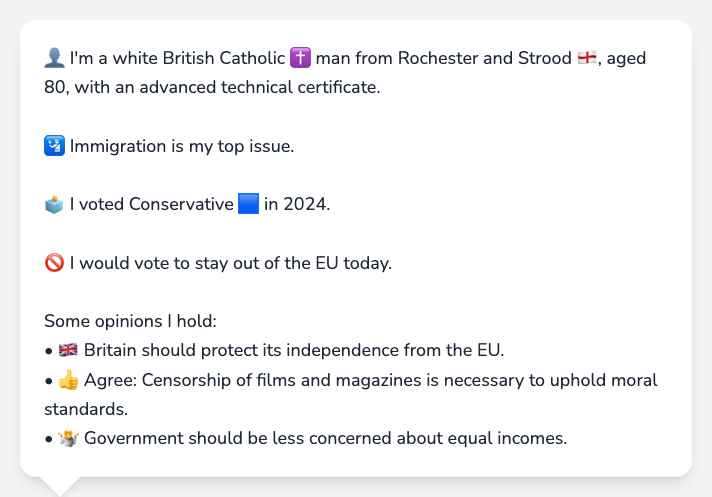 👤 I'm a white British Catholic ✝️ man from Rochester and Strood 🏴󠁧󠁢󠁥󠁮󠁧󠁿, aged
80, with an advanced technical certificate.
🛂 Immigration is my top issue.
🗳️ I voted Conservative 🟦 in 2024.
🚫 I would vote to stay out of the EU today.
Some opinions I hold:
• 🇬🇧 Britain should protect its independence from the EU.
• 👍 Agree: Censorship of films and magazines is necessary to uphold moral
standards.
• 🤷 Government should be less concerned about equal incomes.